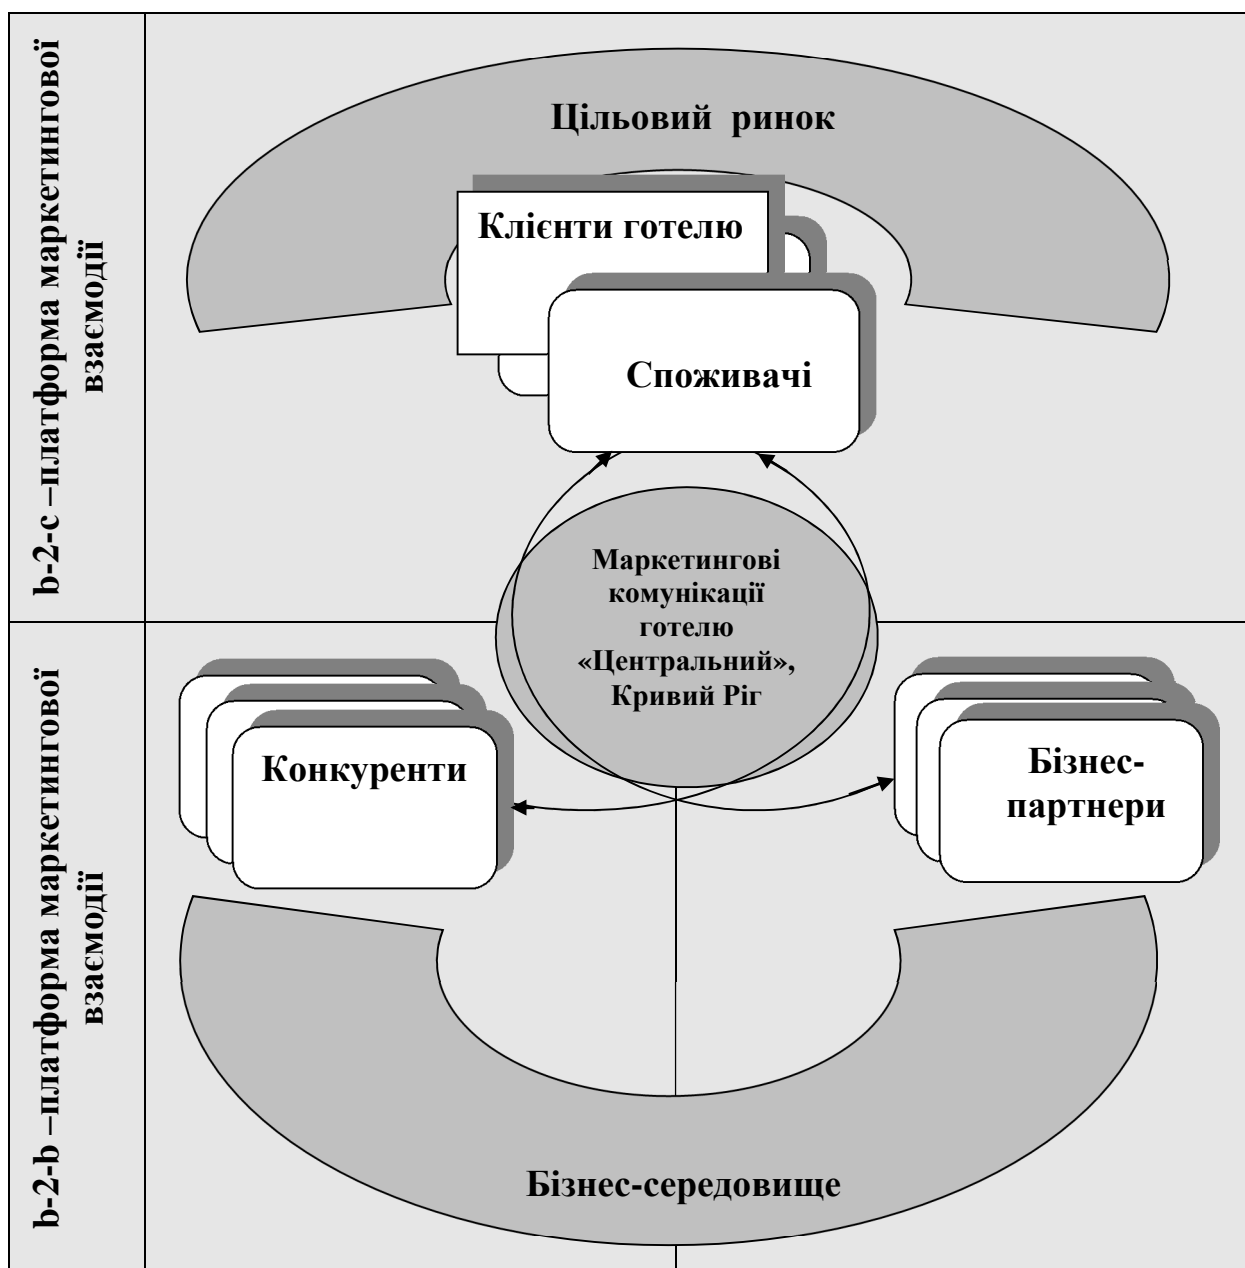 b-2-c –платформа маркетингової
взаємодії
Цільовий ринок
Клієнти готелю
Споживачі
Маркетингові
комунікації
готелю
«Центральний»,
Кривий Ріг
b-2-b –платформа маркетингової
взаємодії
Конкуренти
Бізнес-
партнери
Бізнес-середовище